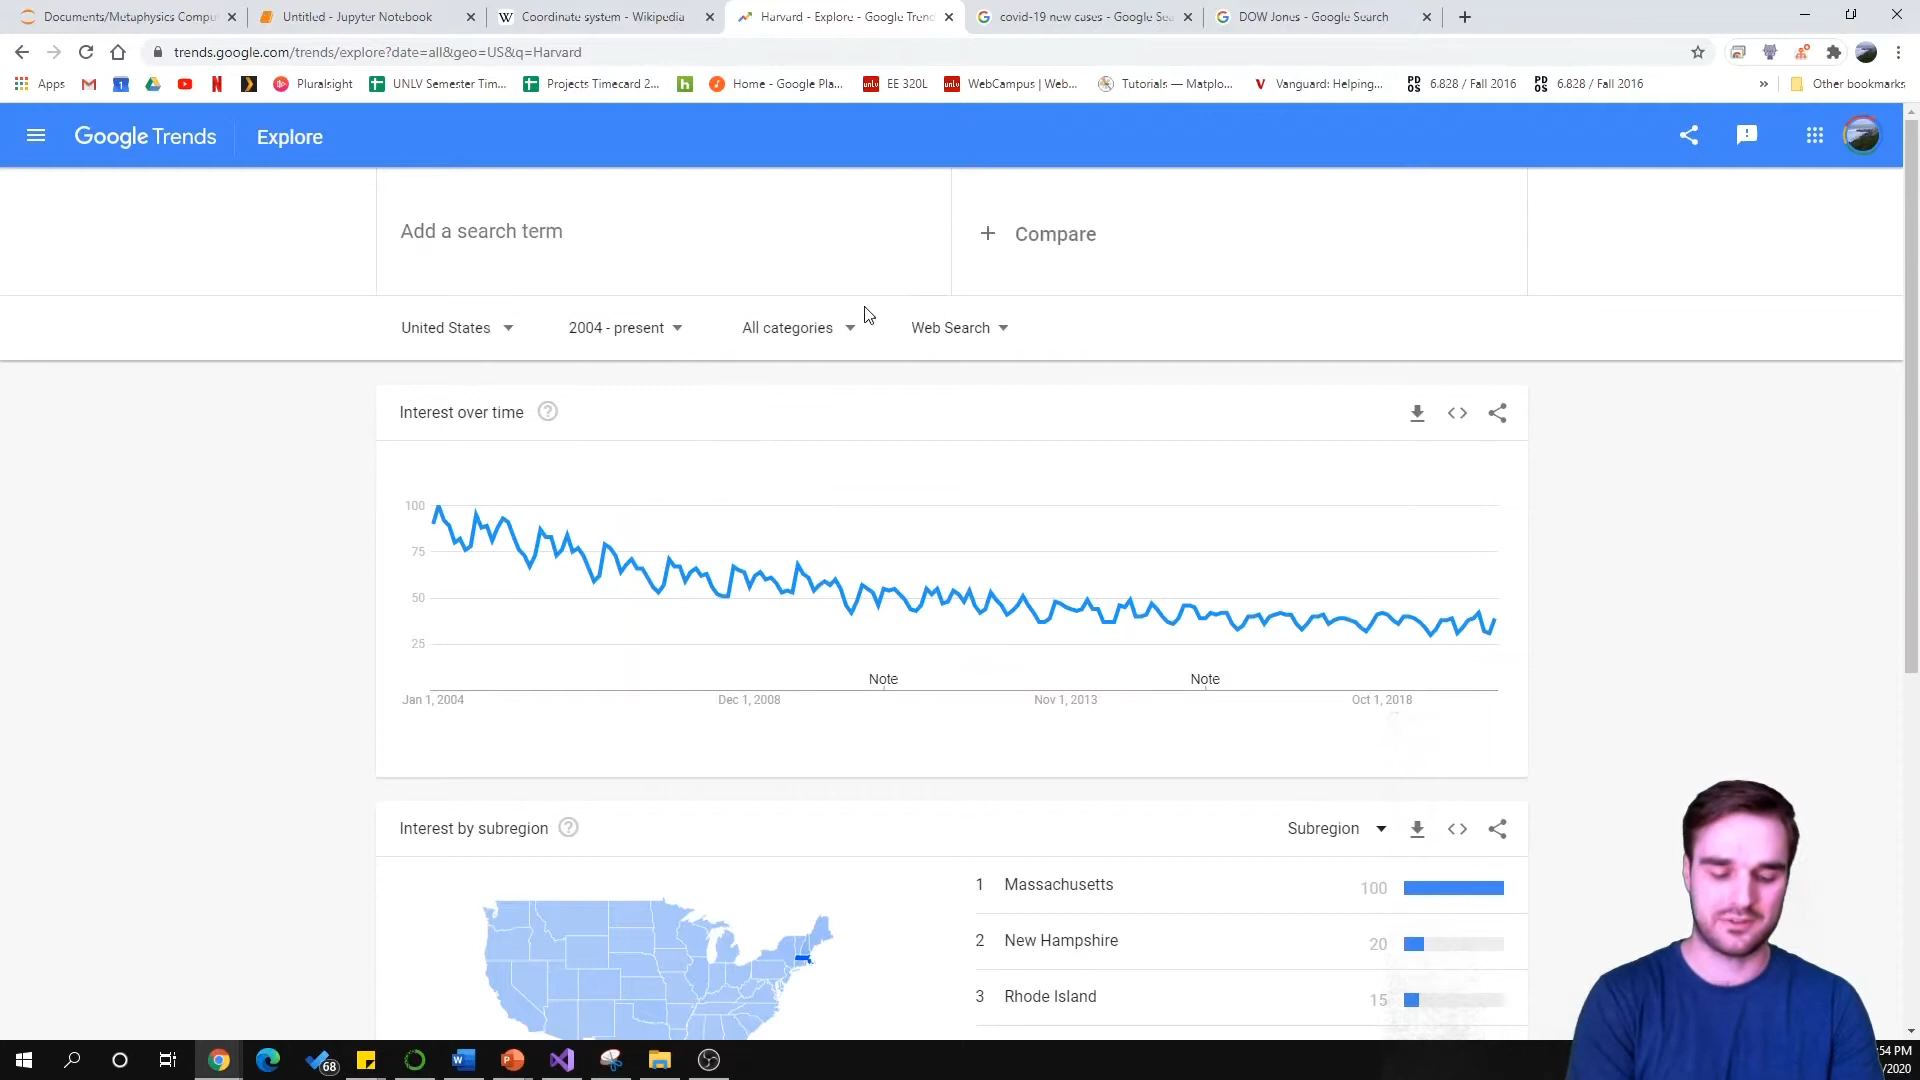 Documents/Metaphysics Compu
Untitled - Jupyter Notebook
W Coordinate system - Wikipedia
Harvard - Explore - Google Trend
covid-19 new cases - Google Sea
DOW Jones - Google Search
trends.google.com/trends/explore?date=all&geo=US&q=Harvard
Apps
Pluralsight
UNLV Semester Tim...
Projects Timecard 2...
Home - Google Pla...
EE 320L
WebCampus | Web...
Tutorials — Matplo...
Vanguard: Helping...
6.828 / Fall 2016
6.828 / Fall 2016
»
Other bookmarks
Google Trends
Explore
Add a search term
+ Compare
United States
2004 - present
All categories
Web Search
Interest over time
100
75
50
25
Note
Note
Jan 1, 2004
Dec 1, 2008
Nov 1, 2013
Oct 1, 2018
Interest by subregion
Subregion
1 Massachusetts 100
2 New Hampshire 20
3 Rhode Island 15
68
:54 PM
/2020